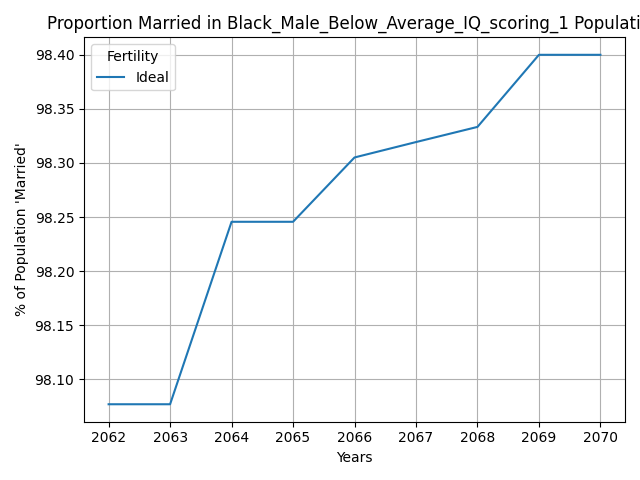 Proportion Married in Black_Male_Below_Average_IQ_scoring_1 Populati
Fertility
Ideal
98.40
98.35
98.30
98.25
98.20
98.15
98.10
% of Population 'Married'
2062 2063 2064 2065 2066 2067 2068 2069 2070
Years